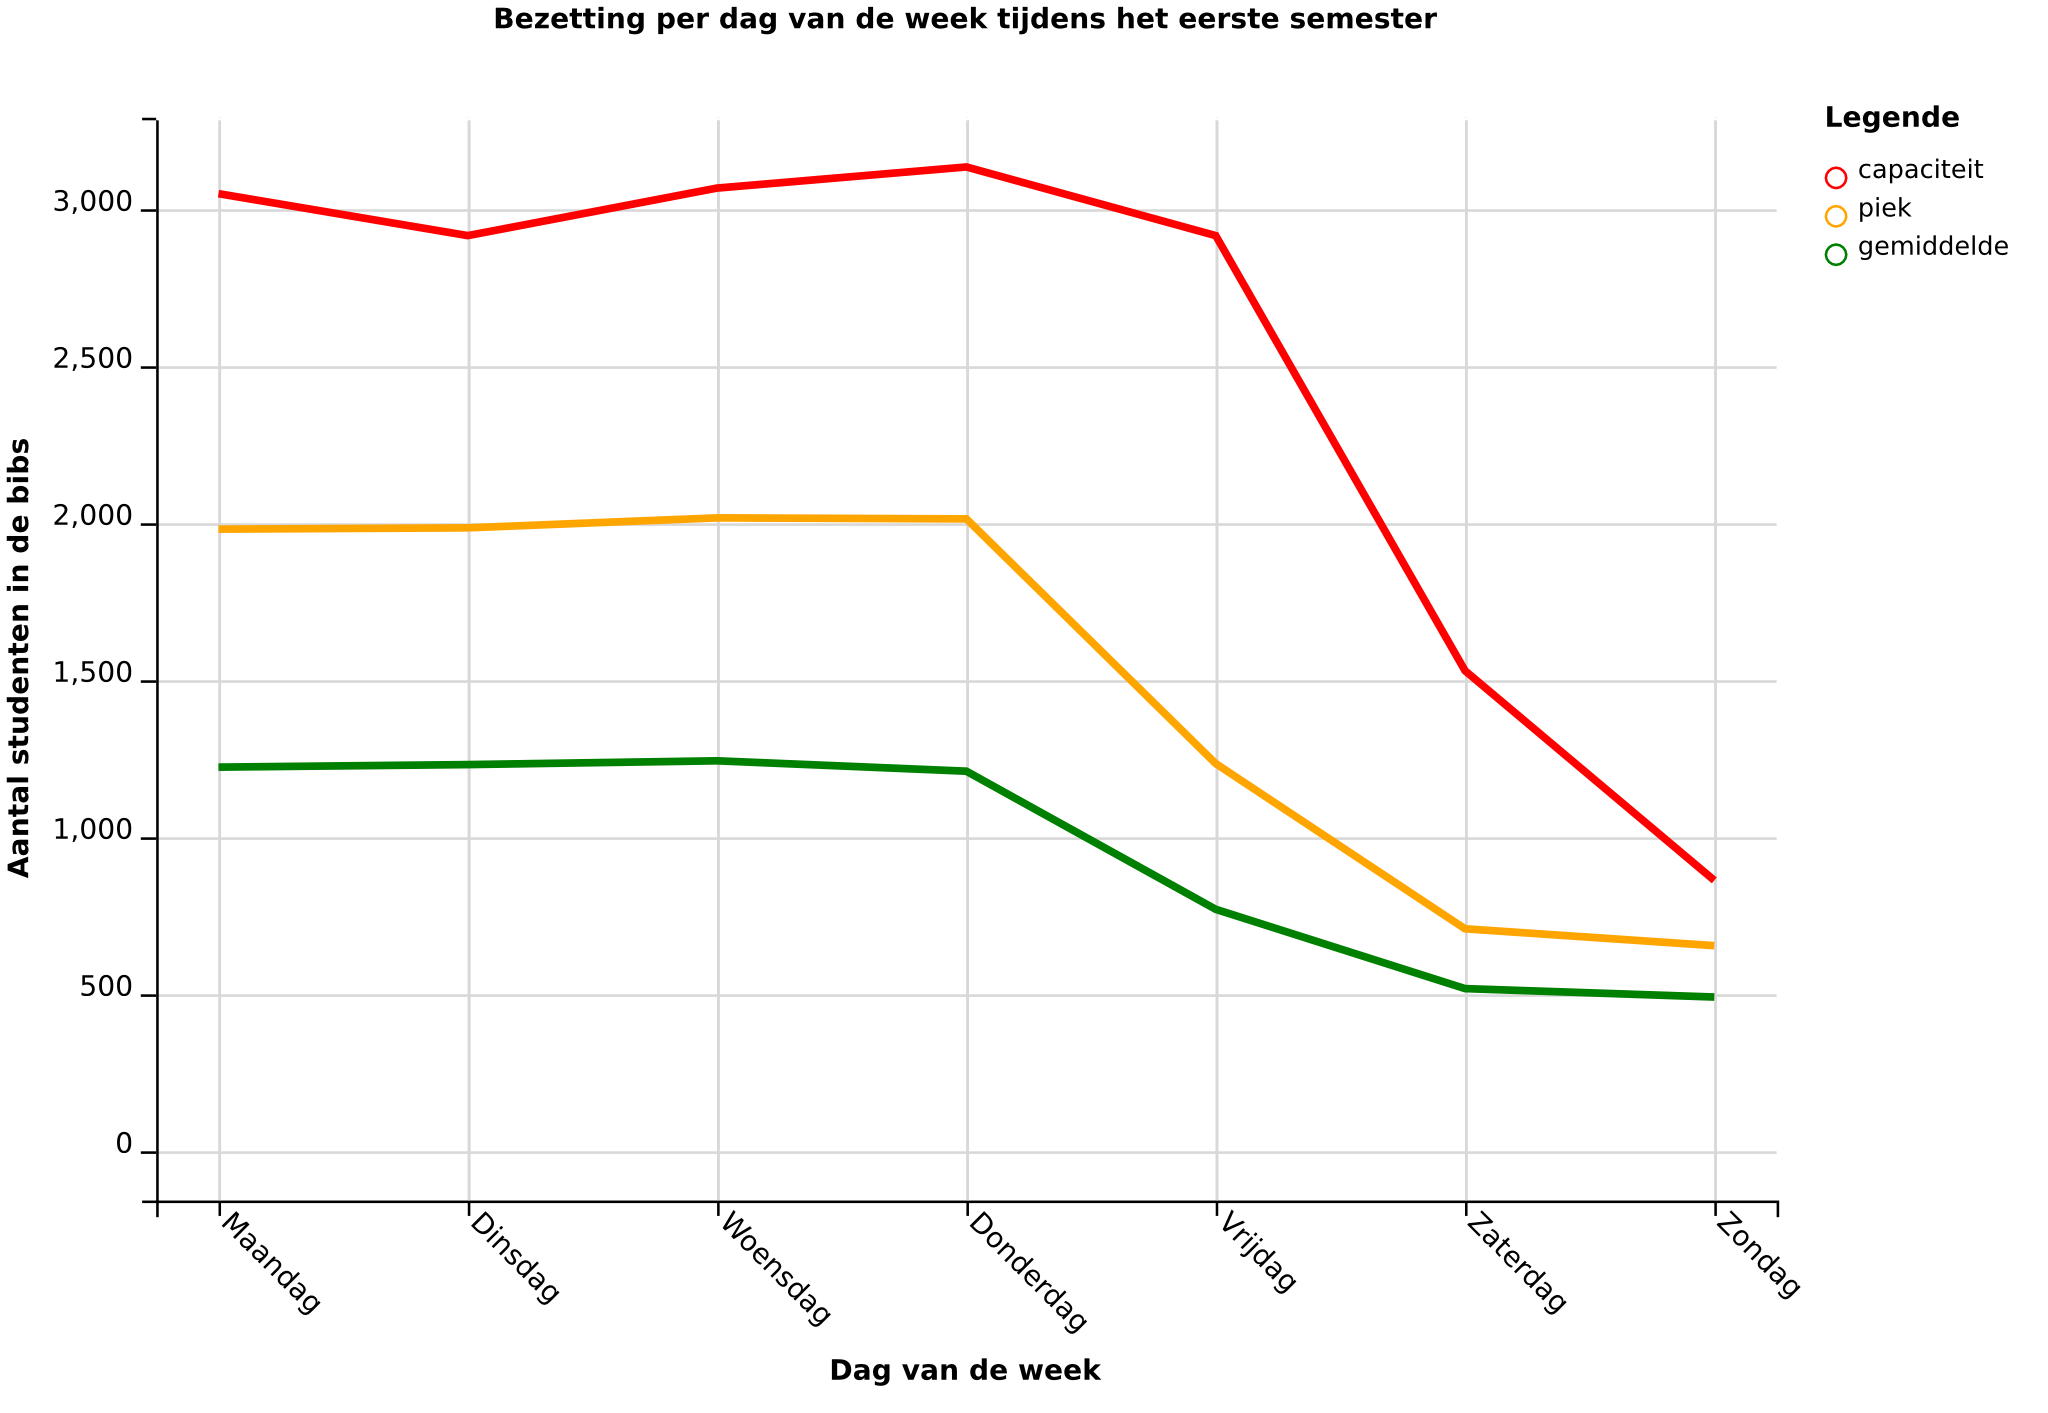 Bezetting per dag van de week tijdens het eerste semester
Legende
capaciteit
piek
gemiddelde
Aantal studenten in de bibs
3,000
2,500
2,000
1,500
1,000
500
0
Maandag
Dinsdag
Woensdag
Donderdag
Vrijdag
Zaterdag
Zondag
Dag van de week